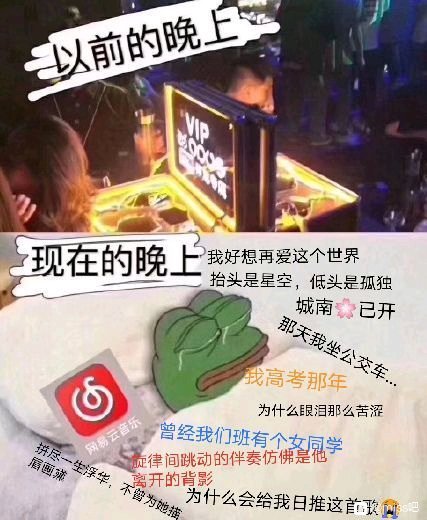 以前的晚上
VIP
现在的晚上
我好想再爱这个世界
抬头是星空，低头是孤独
城南🌸已开
那天我坐公交车...
我高考那年
为什么眼泪那么苦涩
网易云音乐
曾经我们班有个女同学
旋律间跳动的伴奏仿佛是他
离开的背影
拼尽一生浮华，不曾为她描
眉画骤
为什么会给我日推这首歌😭